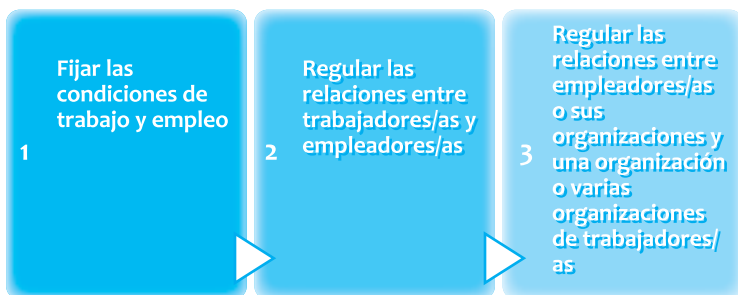 1
Fijar las
condiciones de
trabajo y empleo
2
Regular las
relaciones entre
trabajadores/as y
empleadores/as
3
Regular las
relaciones entre
empleadores/as
o sus
organizaciones y
una organización
o varias
organizaciones
de trabajadores/
as